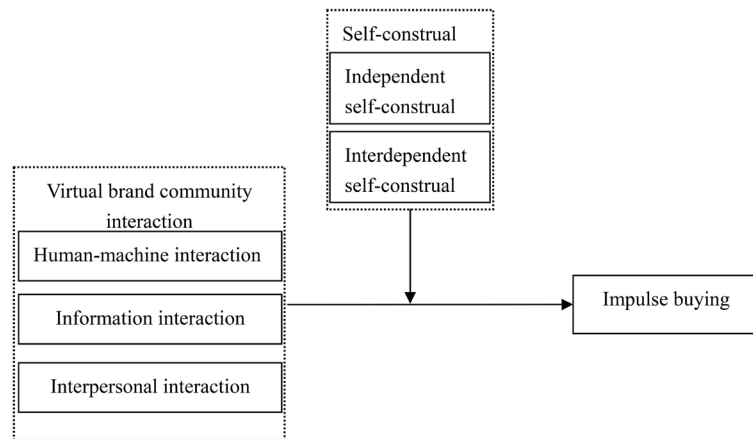 Self-construal
Independent
self-construal
Interdependent
self-construal
Virtual brand community
interaction
Human-machine interaction
Information interaction
Interpersonal interaction
Impulse buying